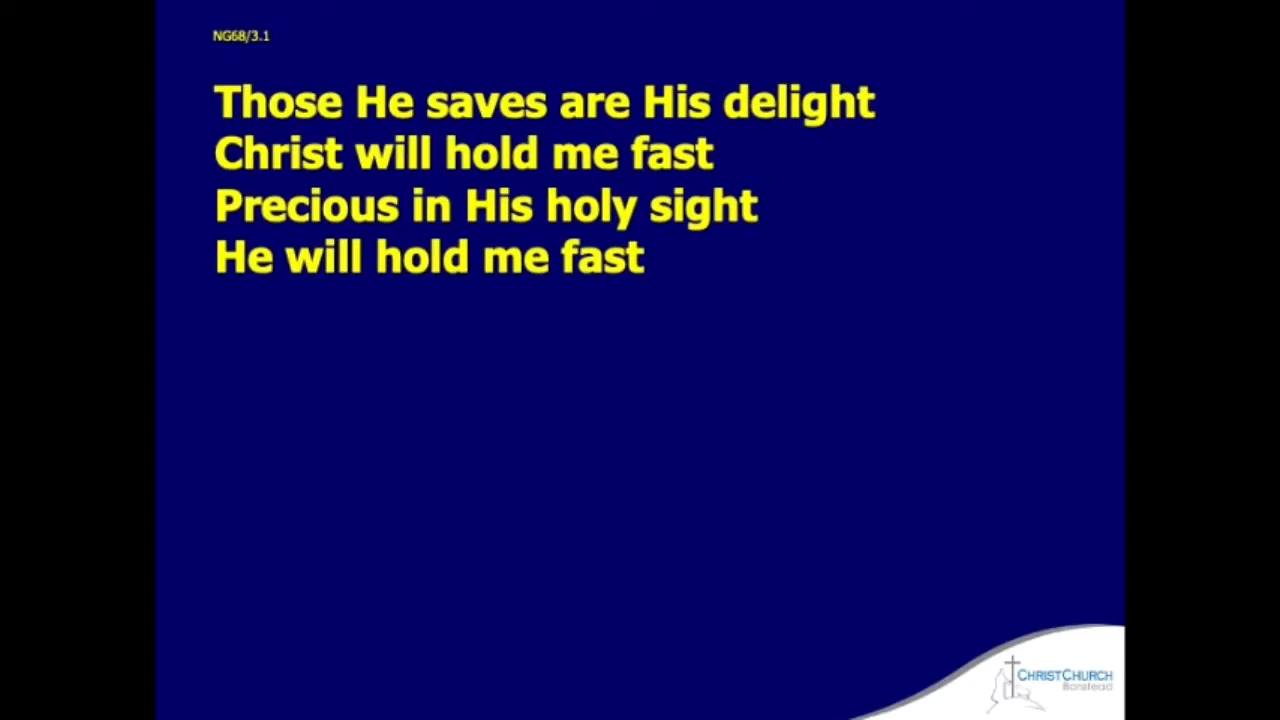 NG68/3.1
Those He saves are His delight
Christ will hold me fast
Precious in His holy sight
He will hold me fast
CHRISTCHURCH
Banstead